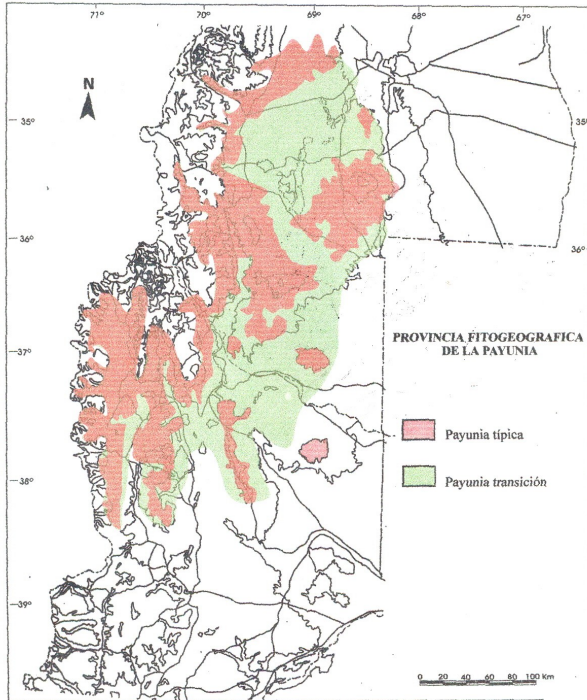 71° 70° 69° 68° 67°
N
35° 35°
36° 36°
37°
38°
39°
PROVINCIA FITOGEOGRAFICA
DE LA PAYUNIA
Payunia típica
Payunia transición
0 20 40 60 80 100 Km